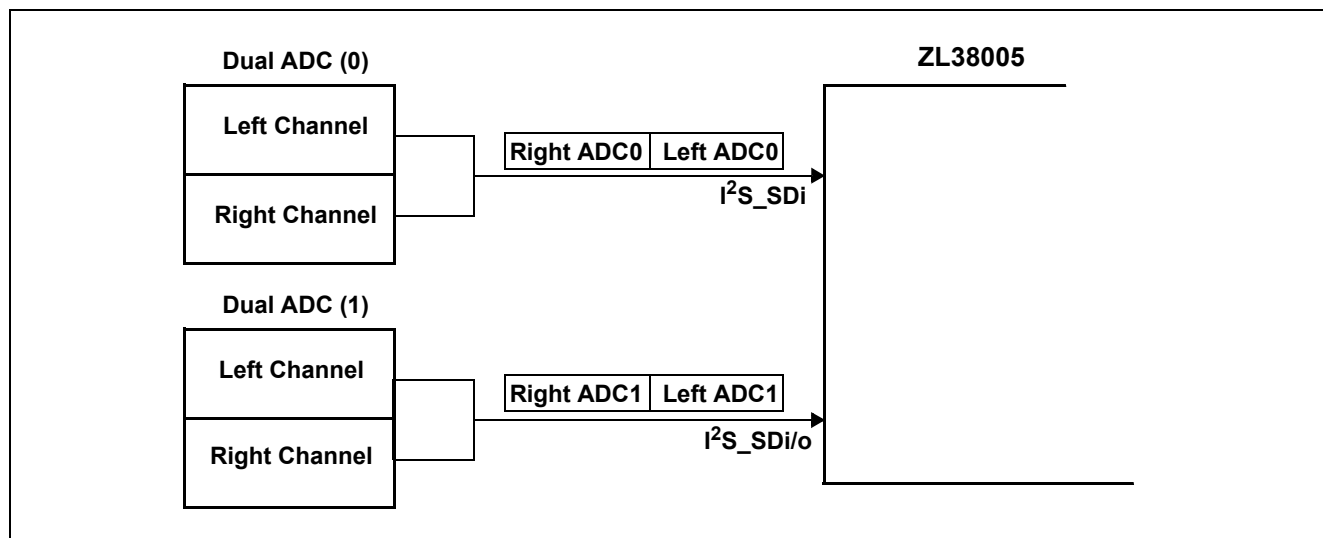 Dual ADC (0)
ZL38005
Left Channel
Right ADC0 Left ADC0
I²S_SDi
Right Channel
Dual ADC (1)
Left Channel
Right ADC1 Left ADC1
I²S_SDi/o
Right Channel